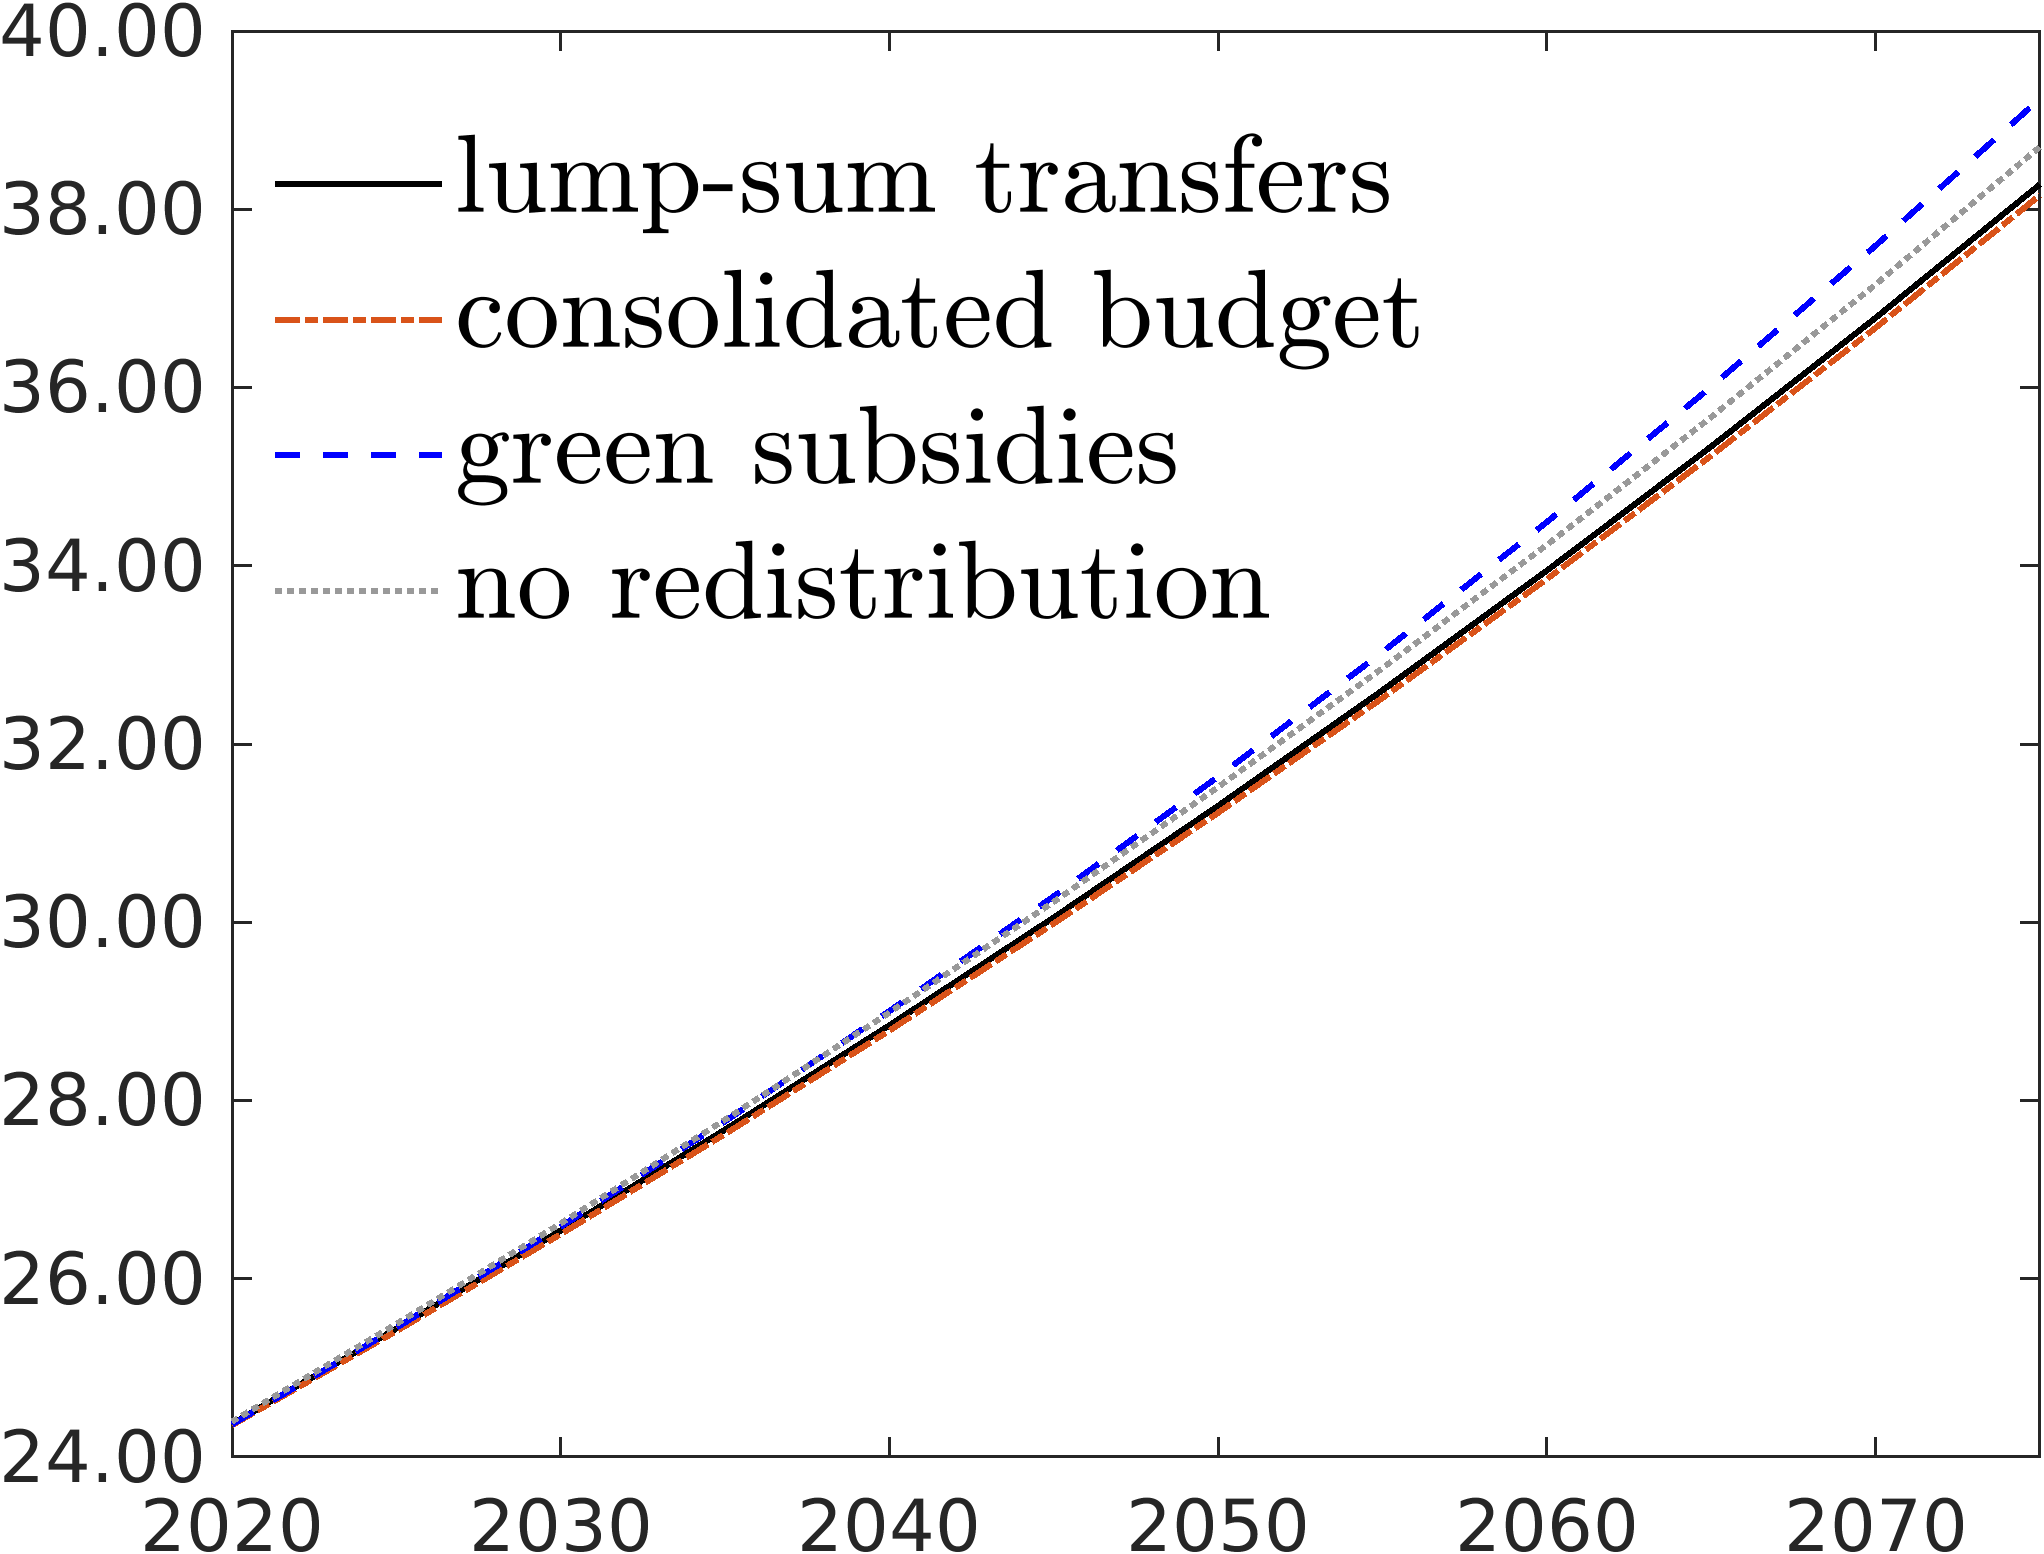 40.00
38.00
36.00
34.00
32.00
30.00
28.00
26.00
24.00
lump-sum transfers
consolidated budget
green subsidies
no redistribution
2020 2030 2040 2050 2060 2070